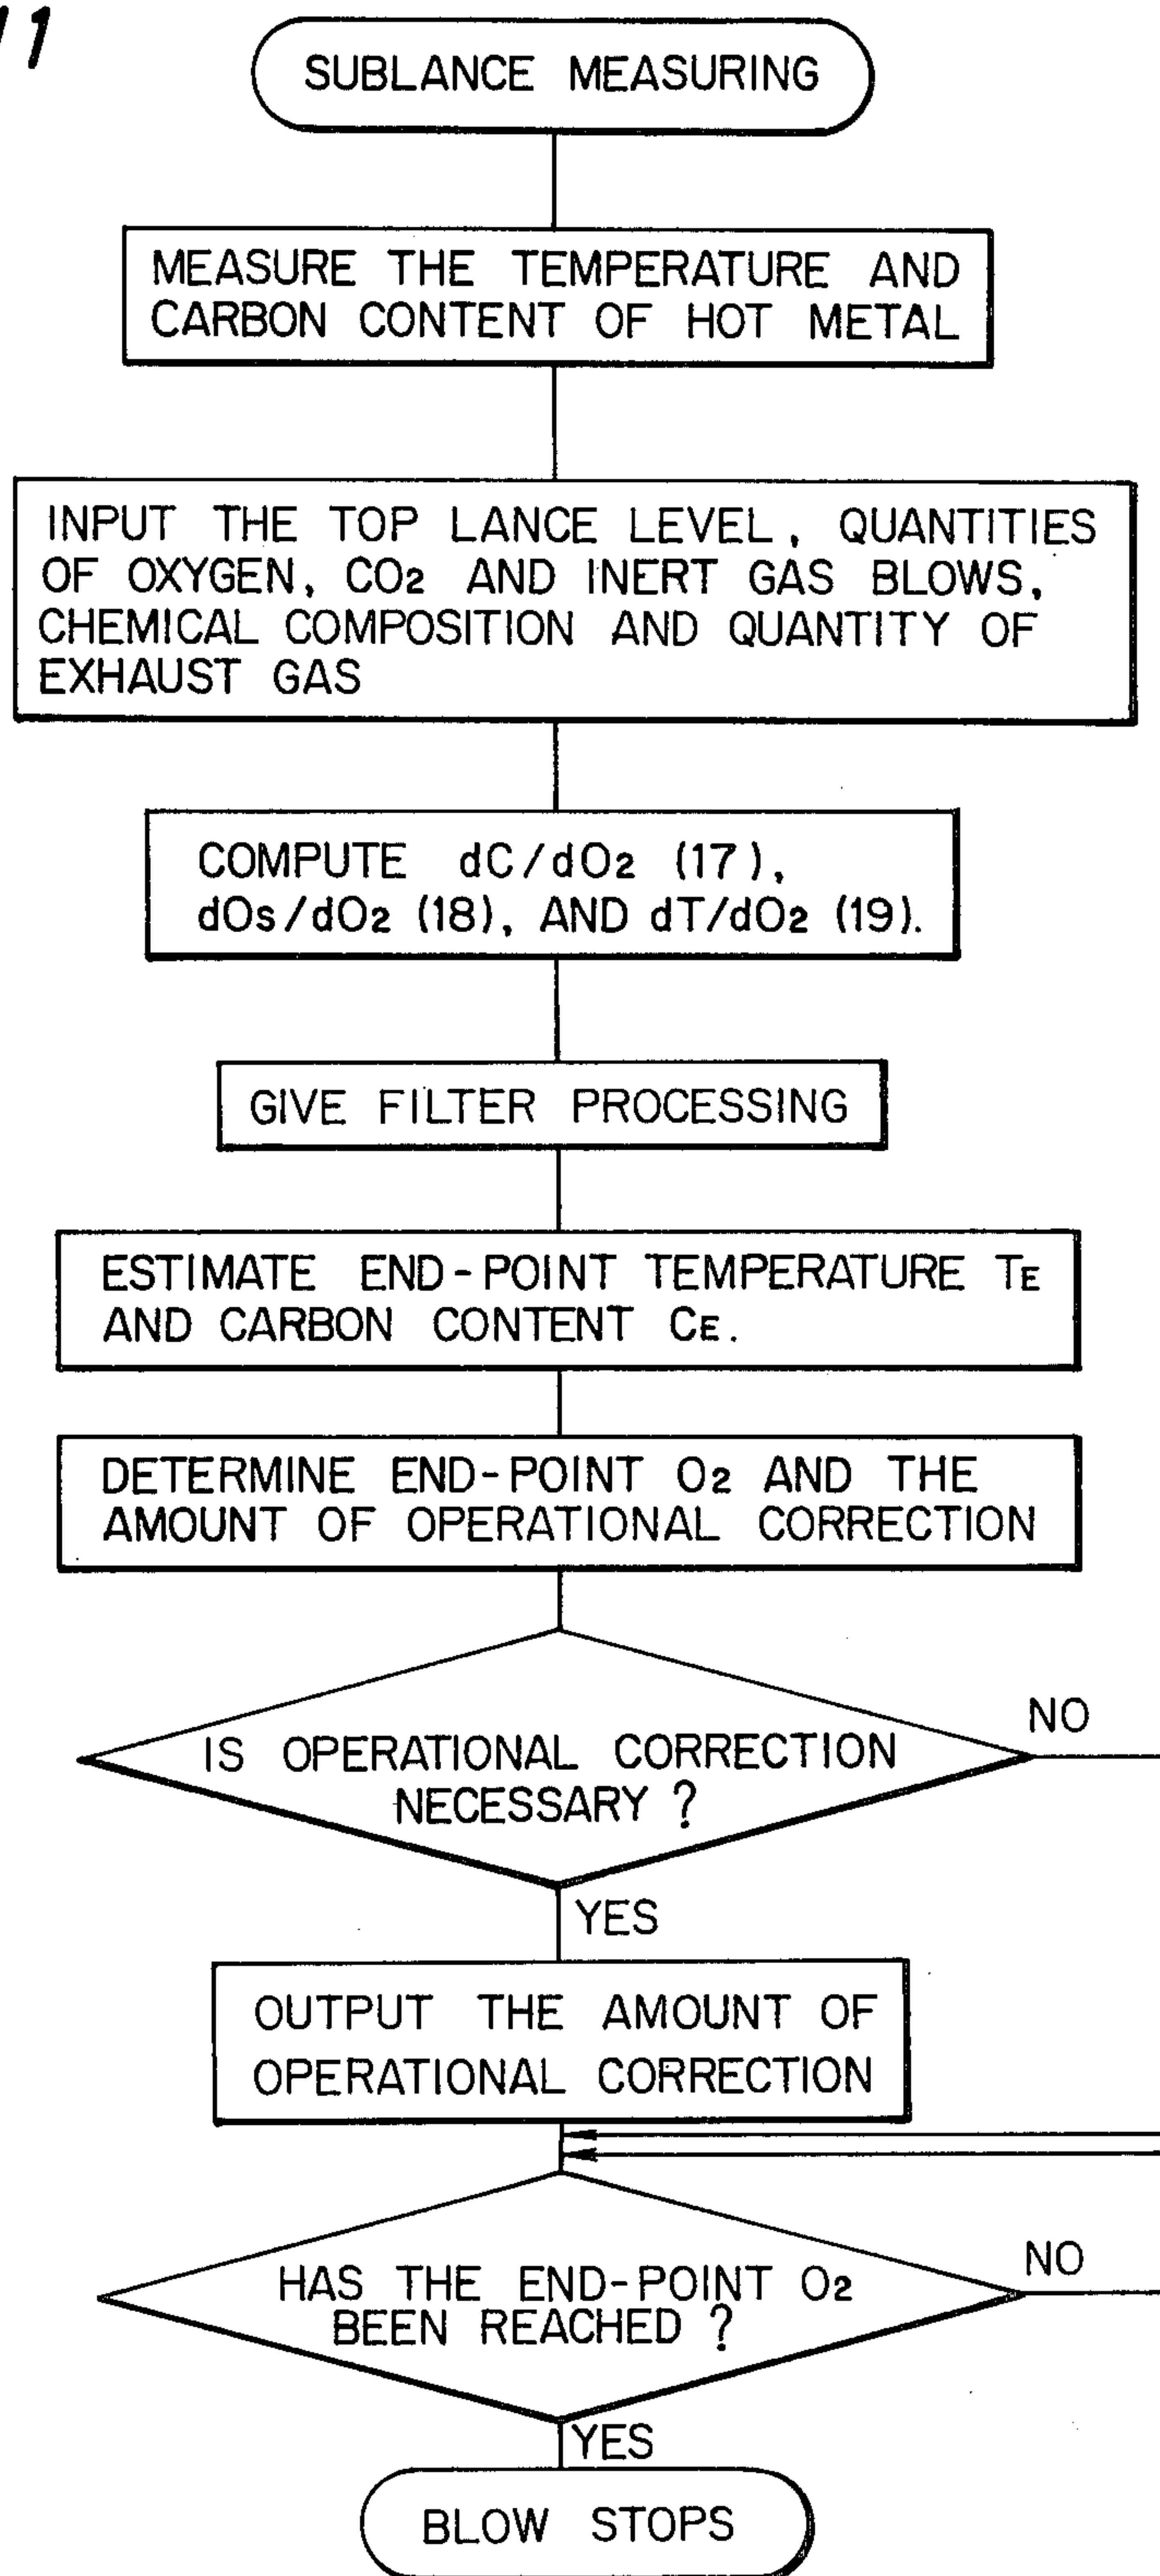 11
SUBLANCE MEASURING
MEASURE THE TEMPERATURE AND
CARBON CONTENT OF HOT METAL
INPUT THE TOP LANCE LEVEL, QUANTITIES
OF OXYGEN, CO2 AND INERT GAS BLOWS,
CHEMICAL COMPOSITION AND QUANTITY OF
EXHAUST GAS
COMPUTE dC/dO2 (17),
dOs/dO2 (18), AND dT/dO2 (19).
GIVE FILTER PROCESSING
ESTIMATE END-POINT TEMPERATURE TE
AND CARBON CONTENT CE.
DETERMINE END-POINT O2 AND THE
AMOUNT OF OPERATIONAL CORRECTION
NO
IS OPERATIONAL CORRECTION
NECESSARY ?
YES
OUTPUT THE AMOUNT OF
OPERATIONAL CORRECTION
NO
HAS THE END-POINT O2
BEEN REACHED ?
YES
BLOW STOPS